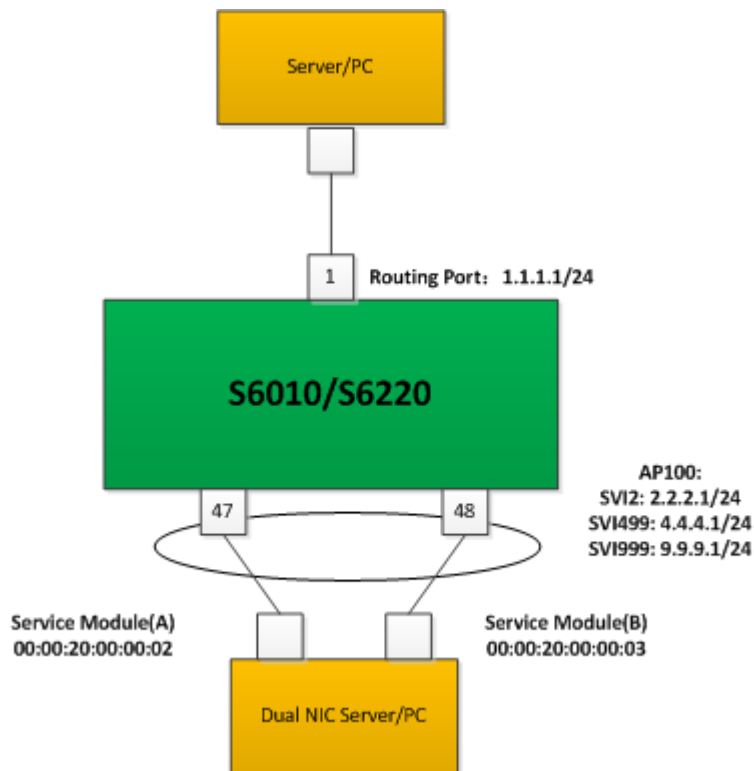 Server/PC
1
Routing Port：1.1.1.1/24
S6010/S6220
47
48
AP100:
SVI2: 2.2.2.1/24
SVI499: 4.4.4.1/24
SVI999: 9.9.9.1/24
Service Module(A)
00:00:20:00:00:02
Service Module(B)
00:00:20:00:00:03
Dual NIC Server/PC